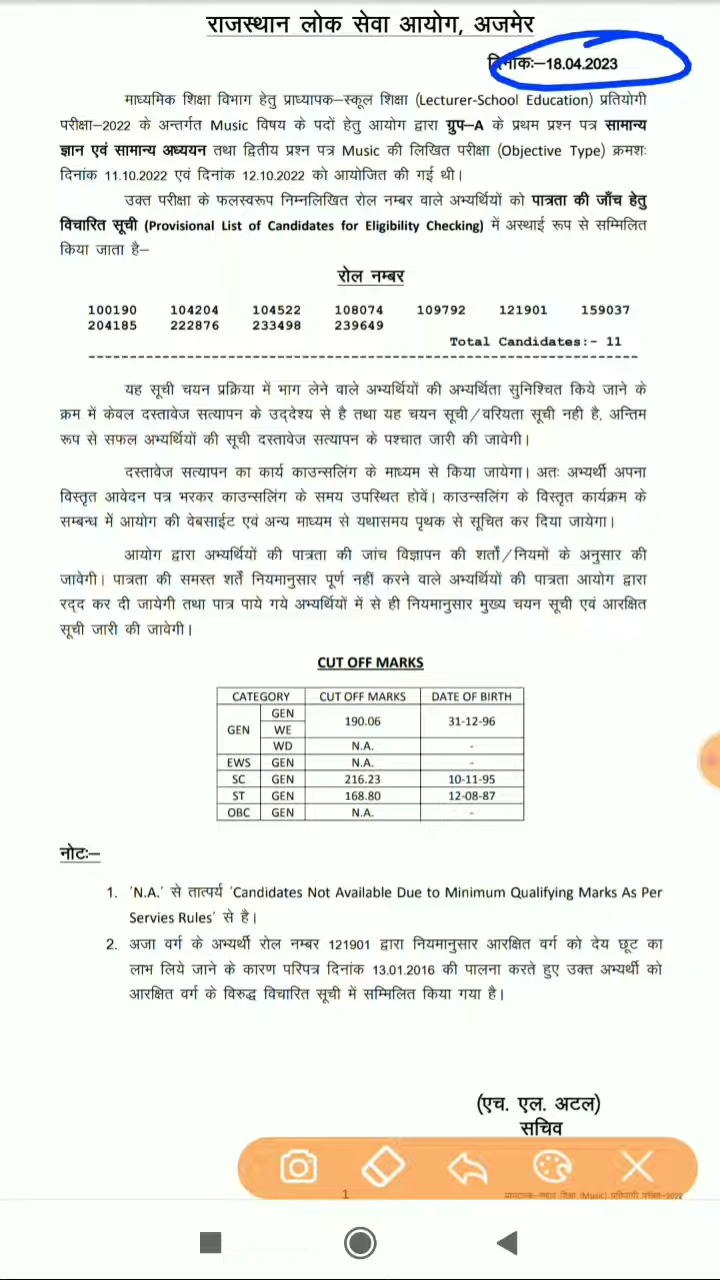 राजस्थान लोक सेवा आयोग, अजमेर
दिनांकः–18.04.2023
माध्यमिक शिक्षा विभाग हेतु प्राध्यापक–स्कूल शिक्षा (Lecturer-School Education) प्रतियोगी
परीक्षा–2022 के अन्तर्गत Music विषय के पदों हेतु आयोग द्वारा ग्रुप–A के प्रथम प्रश्न पत्र सामान्य
ज्ञान एवं सामान्य अध्ययन तथा द्वितीय प्रश्न पत्र Music की लिखित परीक्षा (Objective Type) क्रमशः
दिनांक 11.10.2022 एवं दिनांक 12.10.2022 को आयोजित की गई थी।
उक्त परीक्षा के फलस्वरूप निम्नलिखित रोल नम्बर वाले अभ्यर्थियों को पात्रता की जाँच हेतु
विचारित सूची (Provisional List of Candidates for Eligibility Checking) में अस्थाई रूप से सम्मिलित
किया जाता है–
रोल नम्बर
100190 104204 104522 108074 109792 121901 159037
204185 222876 233498 239649
Total Candidates:- 11
यह सूची चयन प्रक्रिया में भाग लेने वाले अभ्यर्थियों की अभ्यर्थिता सुनिश्चित किये जाने के
क्रम में केवल दस्तावेज सत्यापन के उद्देश्य से है तथा यह चयन सूची/वरियता सूची नही है, अन्तिम
रूप से सफल अभ्यर्थियों की सूची दस्तावेज सत्यापन के पश्चात जारी की जावेगी।
दस्तावेज सत्यापन का कार्य काउन्सलिंग के माध्यम से किया जायेगा। अतः अभ्यर्थी अपना
विस्तृत आवेदन पत्र भरकर काउन्सलिंग के समय उपस्थित होवें। काउन्सलिंग के विस्तृत कार्यक्रम के
सम्बन्ध में आयोग की वेबसाईट एवं अन्य माध्यम से यथासमय पृथक से सूचित कर दिया जायेगा।
आयोग द्वारा अभ्यर्थियों की पात्रता की जांच विज्ञापन की शर्तों/नियमों के अनुसार की
जावेगी। पात्रता की समस्त शर्तें नियमानुसार पूर्ण नहीं करने वाले अभ्यर्थियों की पात्रता आयोग द्वारा
रद्द कर दी जायेगी तथा पात्र पाये गये अभ्यर्थियों में से ही नियमानुसार मुख्य चयन सूची एवं आरक्षित
सूची जारी की जावेगी।
CUT OFF MARKS
CATEGORY CUT OFF MARKS DATE OF BIRTH
GEN GEN 190.06 31-12-96
WE
WD N.A. -
EWS GEN N.A. -
SC GEN 216.23 10-11-95
ST GEN 168.80 12-08-87
OBC GEN N.A. -
नोटः–
1. 'N.A.' से तात्पर्य 'Candidates Not Available Due to Minimum Qualifying Marks As Per
Servies Rules' से है।
2. अजा वर्ग के अभ्यर्थी रोल नम्बर 121901 द्वारा नियमानुसार आरक्षित वर्ग को देय छूट का
लाभ लिये जाने के कारण परिपत्र दिनांक 13.01.2016 की पालना करते हुए उक्त अभ्यर्थी को
आरक्षित वर्ग के विरुद्ध विचारित सूची में सम्मिलित किया गया है।
(एच. एल. अटल)
सचिव
1